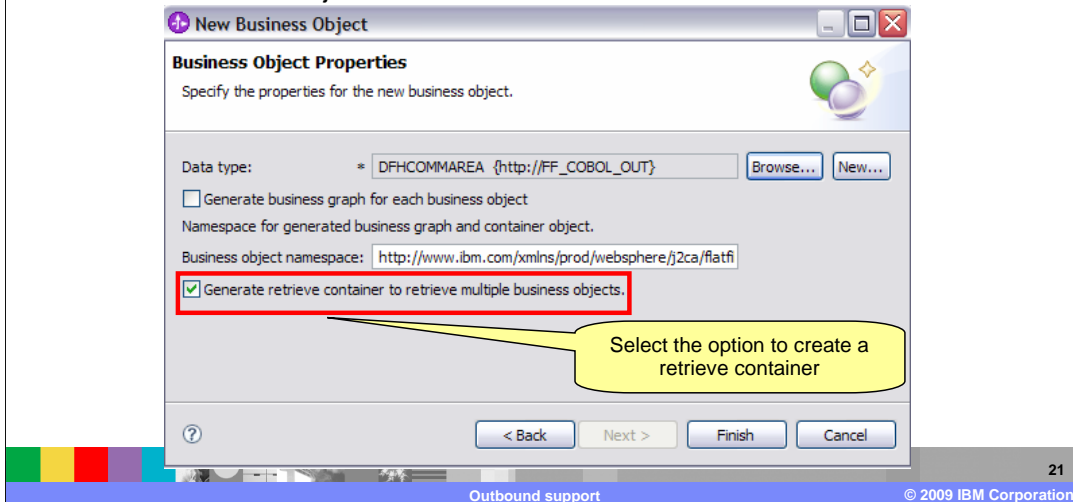 New Business Object
Business Object Properties
Specify the properties for the new business object.
Data type: * DFHCOMMAREA {http://FF_COBOL_OUT} Browse... New...
Generate business graph for each business object
Namespace for generated business graph and container object.
Business object namespace: http://www.ibm.com/xmlns/prod/websphere/j2ca/flatfi
Generate retrieve container to retrieve multiple business objects.
Select the option to create a
retrieve container
? < Back Next > Finish Cancel
21
Outbound support © 2009 IBM Corporation